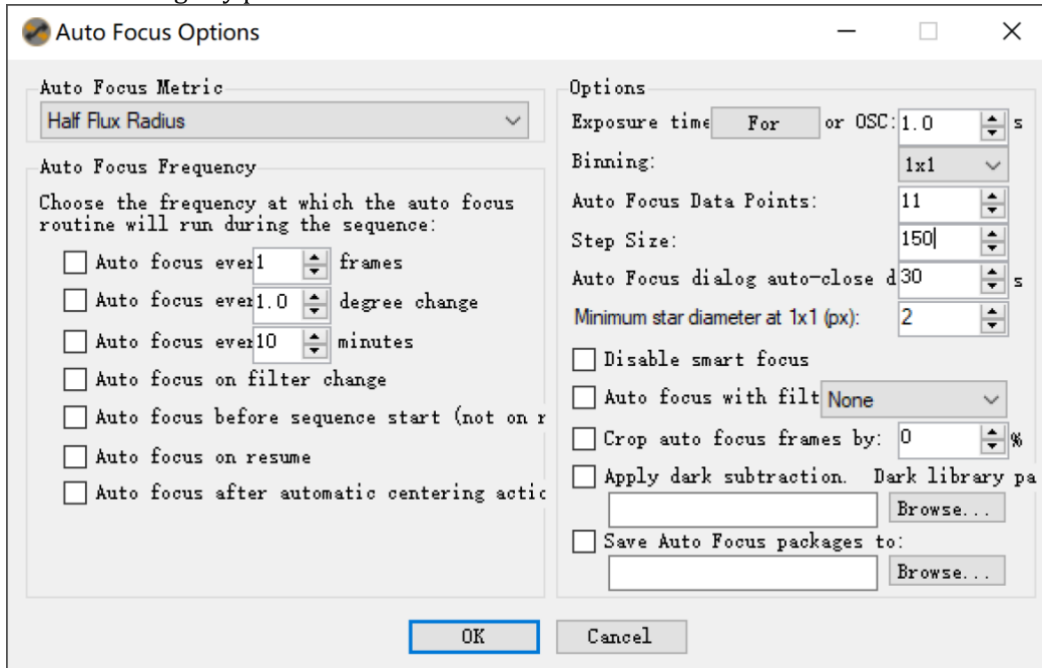 Auto Focus Options
Auto Focus Metric
Half Flux Radius
Auto Focus Frequency
Choose the frequency at which the auto focus
routine will run during the sequence:
Auto focus ever 1 frames
Auto focus ever 1.0 degree change
Auto focus ever 10 minutes
Auto focus on filter change
Auto focus before sequence start (not on r
Auto focus on resume
Auto focus after automatic centering actic
Options
Exposure time For or OSC: 1.0 s
Binning: 1x1
Auto Focus Data Points: 11
Step Size: 150
Auto Focus dialog auto-close d 30 s
Minimum star diameter at 1x1 (px): 2
Disable smart focus
Auto focus with filt None
Crop auto focus frames by: 0 %
Apply dark subtraction. Dark library pa
Browse...
Save Auto Focus packages to:
Browse...
OK
Cancel